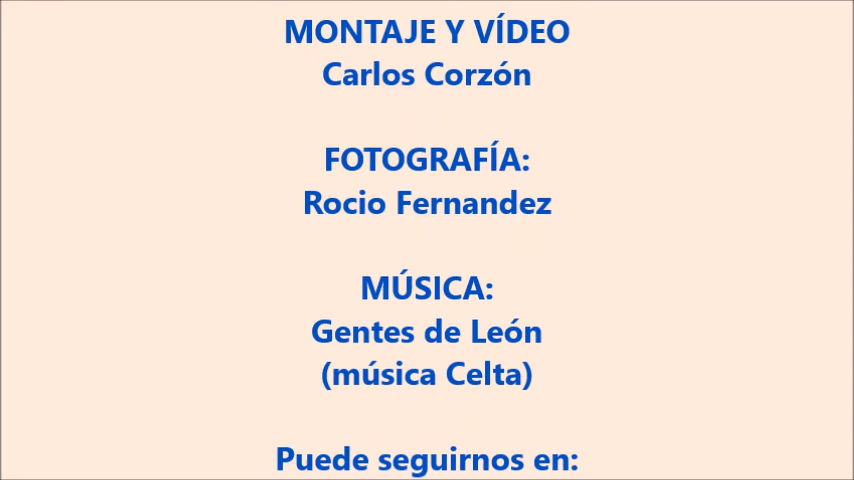 MONTAJE Y VÍDEO
Carlos Corzón
FOTOGRAFÍA:
Rocio Fernandez
MÚSICA:
Gentes de León
(música Celta)
Puede seguirnos en: